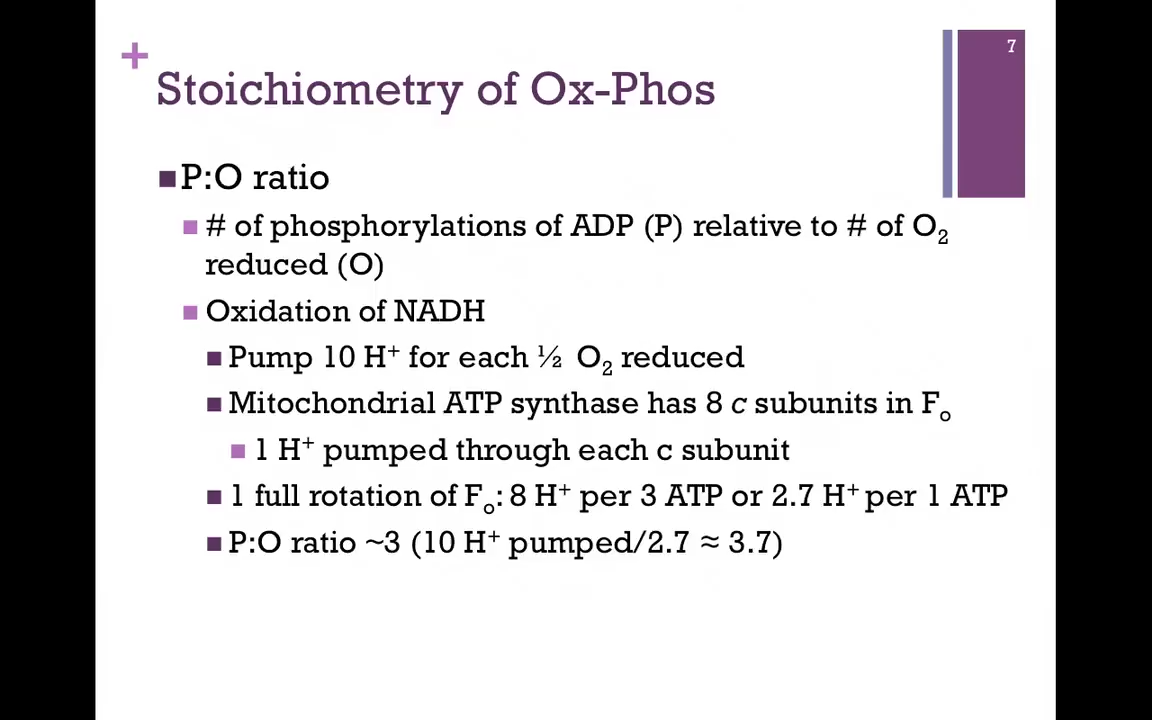 7
+
Stoichiometry of Ox-Phos
P:O ratio
# of phosphorylations of ADP (P) relative to # of O₂
reduced (O)
Oxidation of NADH
Pump 10 H⁺ for each ½ O₂ reduced
Mitochondrial ATP synthase has 8 c subunits in Fₒ
1 H⁺ pumped through each c subunit
1 full rotation of Fₒ: 8 H⁺ per 3 ATP or 2.7 H⁺ per 1 ATP
P:O ratio ~3 (10 H⁺ pumped/2.7 ≈ 3.7)